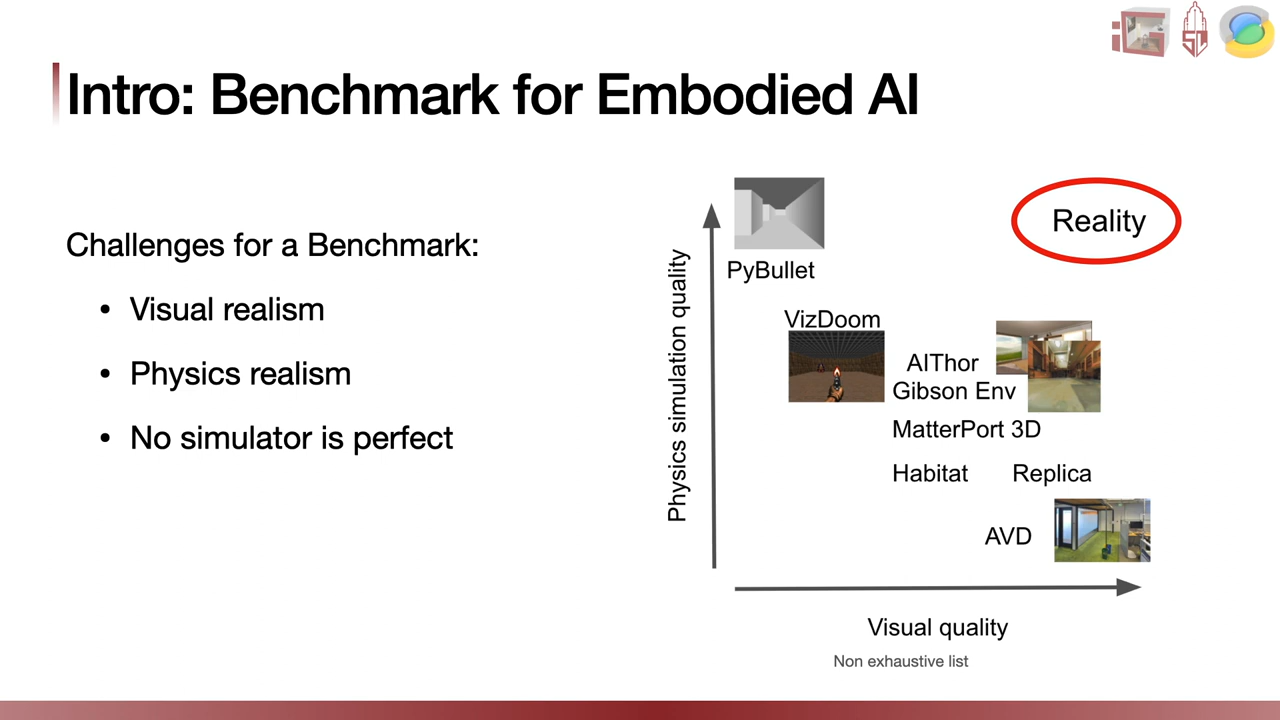 Intro: Benchmark for Embodied AI
Challenges for a Benchmark:
• Visual realism
• Physics realism
• No simulator is perfect
Physics simulation quality
PyBullet
Reality
VizDoom
AIThor
Gibson Env
MatterPort 3D
Habitat
Replica
AVD
Visual quality
Non exhaustive list